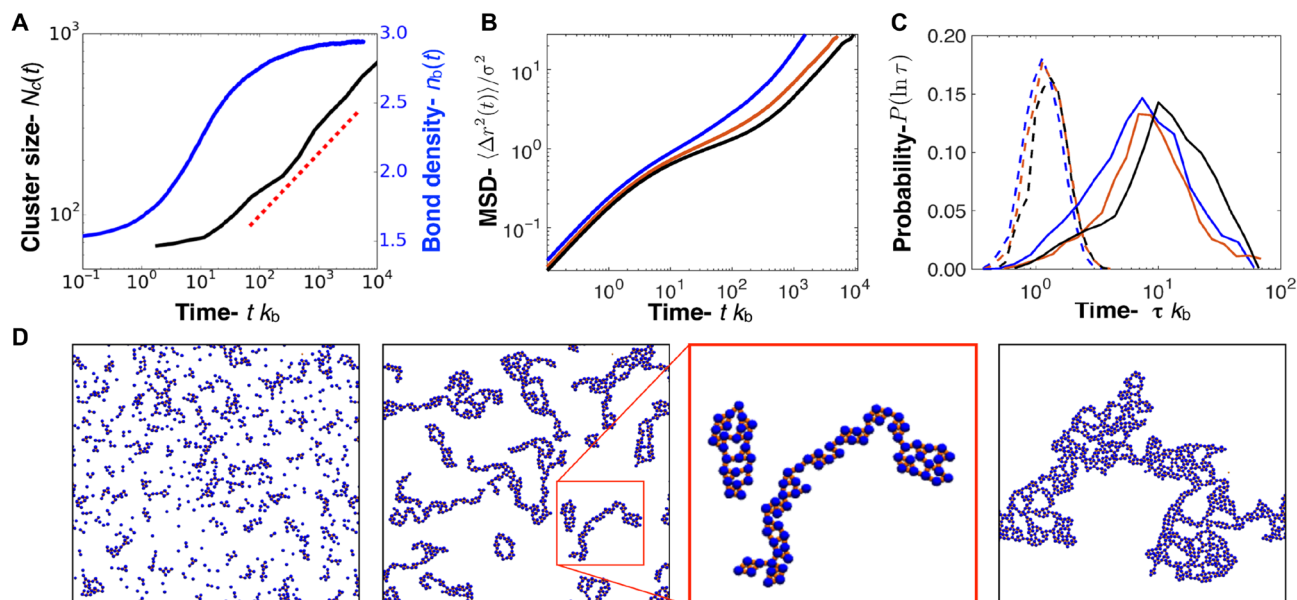 A
B
C
D
10³
10²
Cluster size- N_c(t)
3.0
2.5
2.0
1.5
Bond density- n_b(t)
10⁻¹ 10⁰ 10¹ 10² 10³ 10⁴
Time- t k_b
10¹
10⁰
10⁻¹
MSD- ⟨Δr²(t)⟩/σ²
10⁰ 10¹ 10² 10³ 10⁴
Time- t k_b
0.20
0.15
0.10
0.05
0.00
Probability-P(ln τ)
10⁰ 10¹ 10²
Time- τ k_b